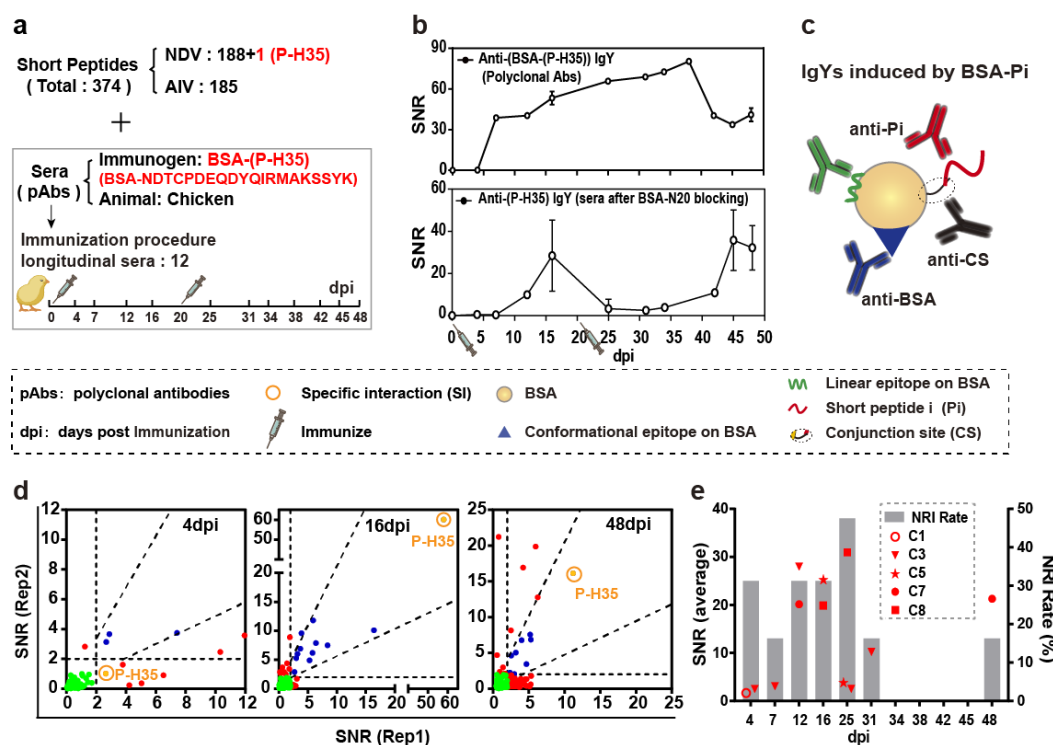 a
Short Peptides
( Total : 374 )
NDV : 188+1 (P-H35)
AIV : 185
+
Sera
( pAbs )
Immunogen: BSA-(P-H35)
(BSA-NDTCPDEQDYQIRMAKSSYK)
Animal: Chicken
Immunization procedure
longitudinal sera : 12
dpi
0 4 7 12 16 20 25 31 34 38 42 45 48
b
SNR
90
60
30
0
Anti-(BSA-(P-H35)) IgY
(Polyclonal Abs)
SNR
60
40
20
0
Anti-(P-H35) IgY (sera after BSA-N20 blocking)
0 5 10 15 20 25 30 35 40 45 50
dpi
c
IgYs induced by BSA-Pi
anti-Pi
anti-CS
anti-BSA
pAbs: polyclonal antibodies
Specific interaction (SI)
BSA
Linear epitope on BSA
Short peptide i (Pi)
dpi: days post Immunization
Immunize
Conformational epitope on BSA
Conjunction site (CS)
d
SNR (Rep2)
12
10
8
6
4
2
0
4dpi
P-H35
0 2 4 6 8 10 12
60
50
20
15
10
5
0
16dpi
P-H35
0 5 10 15 20 50 60
25
20
15
10
5
0
48dpi
P-H35
0 5 10 15 20 25
SNR (Rep1)
e
SNR (average)
40
30
20
10
0
NRI Rate
C1
C3
C5
C7
C8
50
40
30
20
10
0
NRI Rate (%)
4 7 12 16 25 31 34 38 42 45 48
dpi